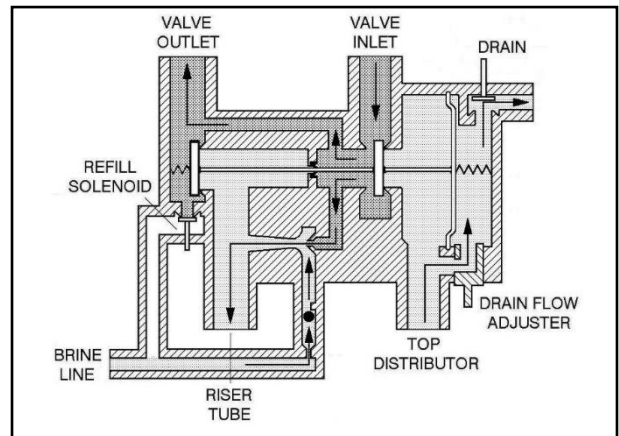 VALVE
OUTLET
VALVE
INLET
DRAIN
REFILL
SOLENOID
DRAIN FLOW
ADJUSTER
BRINE
LINE
RISER
TUBE
TOP
DISTRIBUTOR